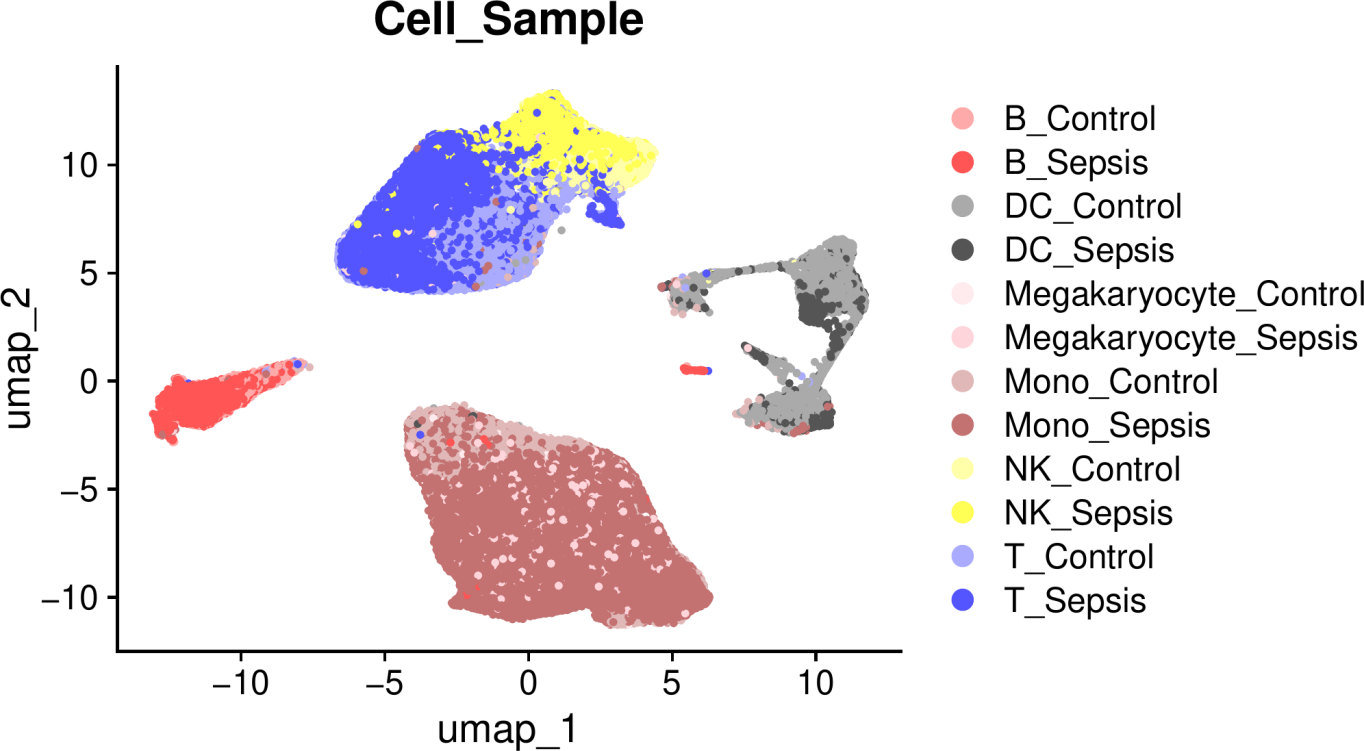 Cell_Sample
10
5
0
−5
−10
umap_2
−10
−5
0
5
10
umap_1
B_Control
B_Sepsis
DC_Control
DC_Sepsis
Megakaryocyte_Control
Megakaryocyte_Sepsis
Mono_Control
Mono_Sepsis
NK_Control
NK_Sepsis
T_Control
T_Sepsis